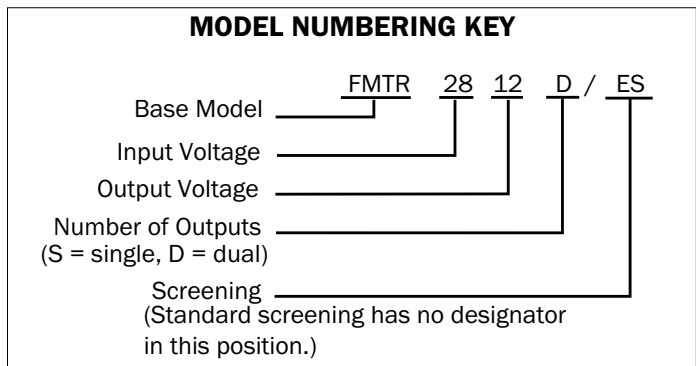 MODEL NUMBERING KEY
FMTR 28 12 D / ES
Base Model
Input Voltage
Output Voltage
Number of Outputs
(S = single, D = dual)
Screening
(Standard screening has no designator
in this position.)